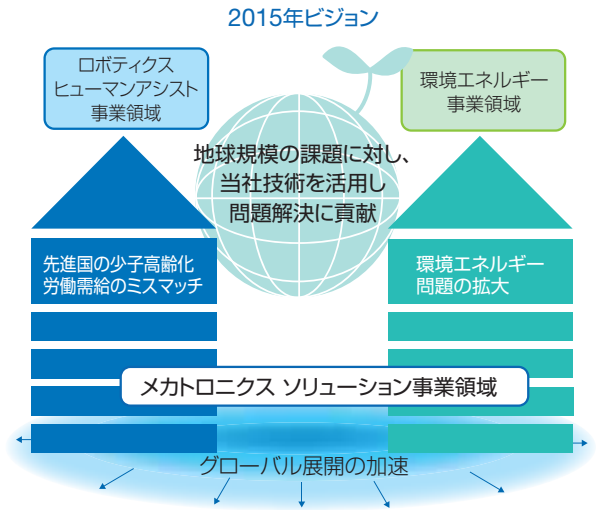 2015年ビジョン
ロボティクス
ヒューマンアシスト
事業領域
環境エネルギー
事業領域
地球規模の課題に対し、
当社技術を活用し
問題解決に貢献
先進国の少子高齢化
労働需給のミスマッチ
環境エネルギー
問題の拡大
メカトロニクス ソリューション事業領域
グローバル展開の加速